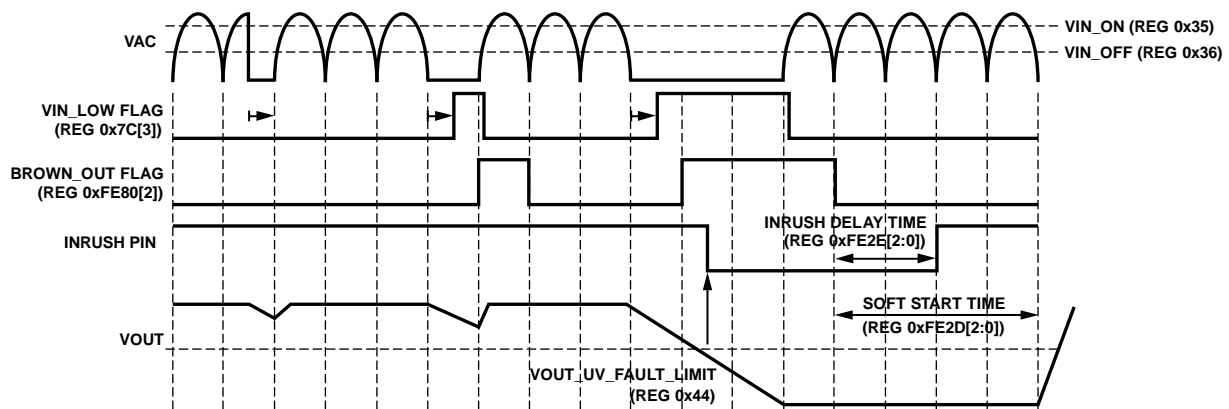 VAC
VIN_ON (REG 0x35)
VIN_OFF (REG 0x36)
VIN_LOW FLAG
(REG 0x7C[3])
BROWN_OUT FLAG
(REG 0xFE80[2])
INRUSH PIN
INRUSH DELAY TIME
(REG 0xFE2E[2:0])
SOFT START TIME
(REG 0xFE2D[2:0])
VOUT
VOUT_UV_FAULT_LIMIT
(REG 0x44)